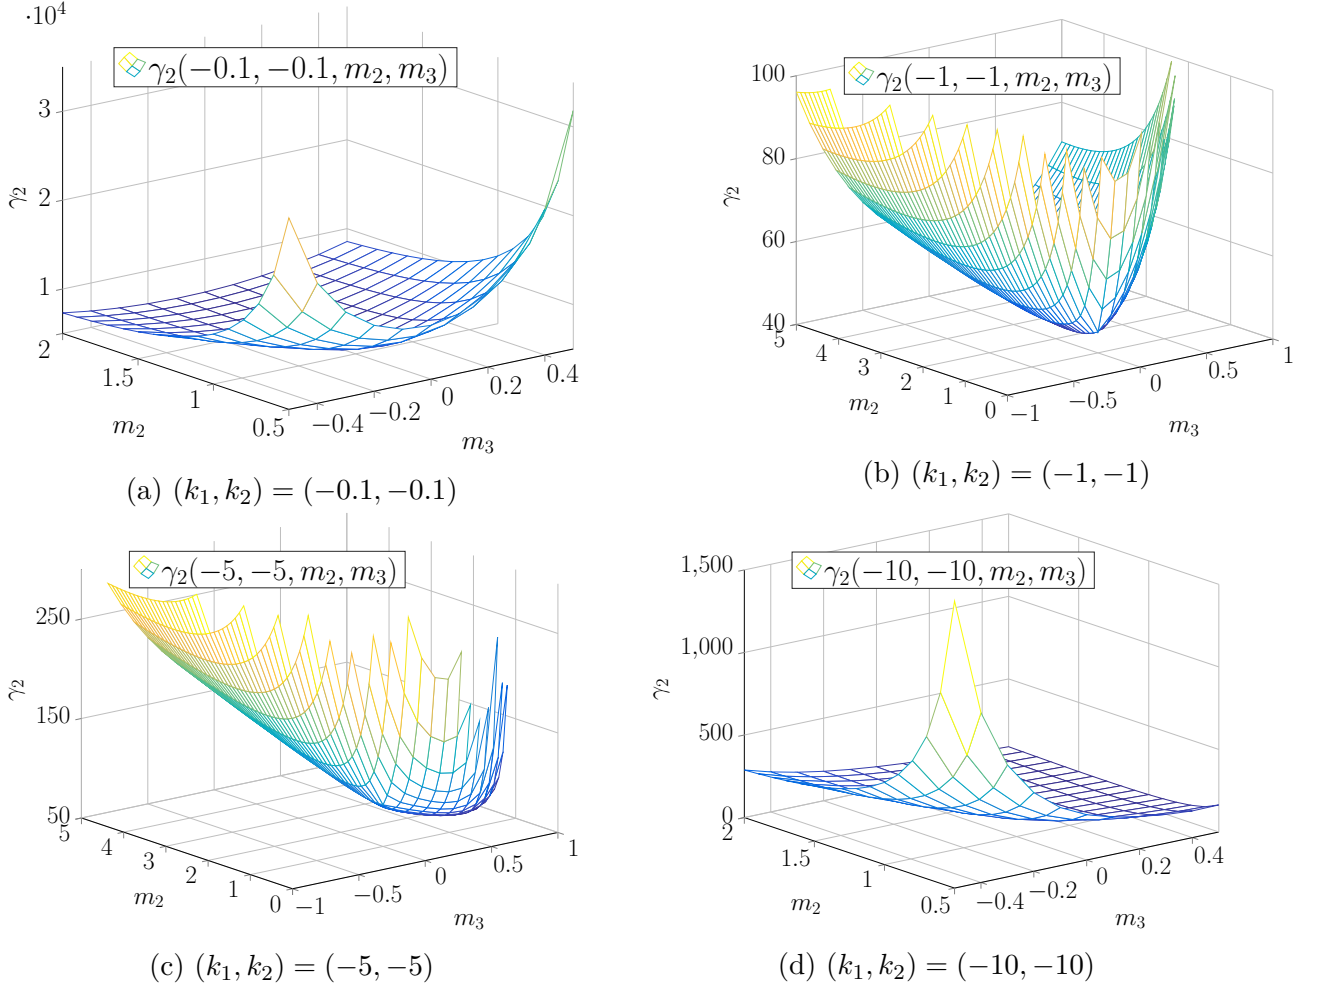 ·10⁴
γ₂(−0.1, −0.1, m₂, m₃)
3
2
1
γ₂
2
1.5
1
0.5
m₂
−0.4
−0.2
0
0.2
0.4
m₃
(a) (k₁, k₂) = (−0.1, −0.1)
γ₂(−1, −1, m₂, m₃)
100
80
60
40
γ₂
5
4
3
2
1
0
m₂
−1
−0.5
0
0.5
1
m₃
(b) (k₁, k₂) = (−1, −1)
γ₂(−5, −5, m₂, m₃)
250
150
50
γ₂
5
4
3
2
1
0
m₂
−1
−0.5
0
0.5
1
m₃
(c) (k₁, k₂) = (−5, −5)
γ₂(−10, −10, m₂, m₃)
1,500
1,000
500
0
γ₂
2
1.5
1
0.5
m₂
−0.4
−0.2
0
0.2
0.4
m₃
(d) (k₁, k₂) = (−10, −10)